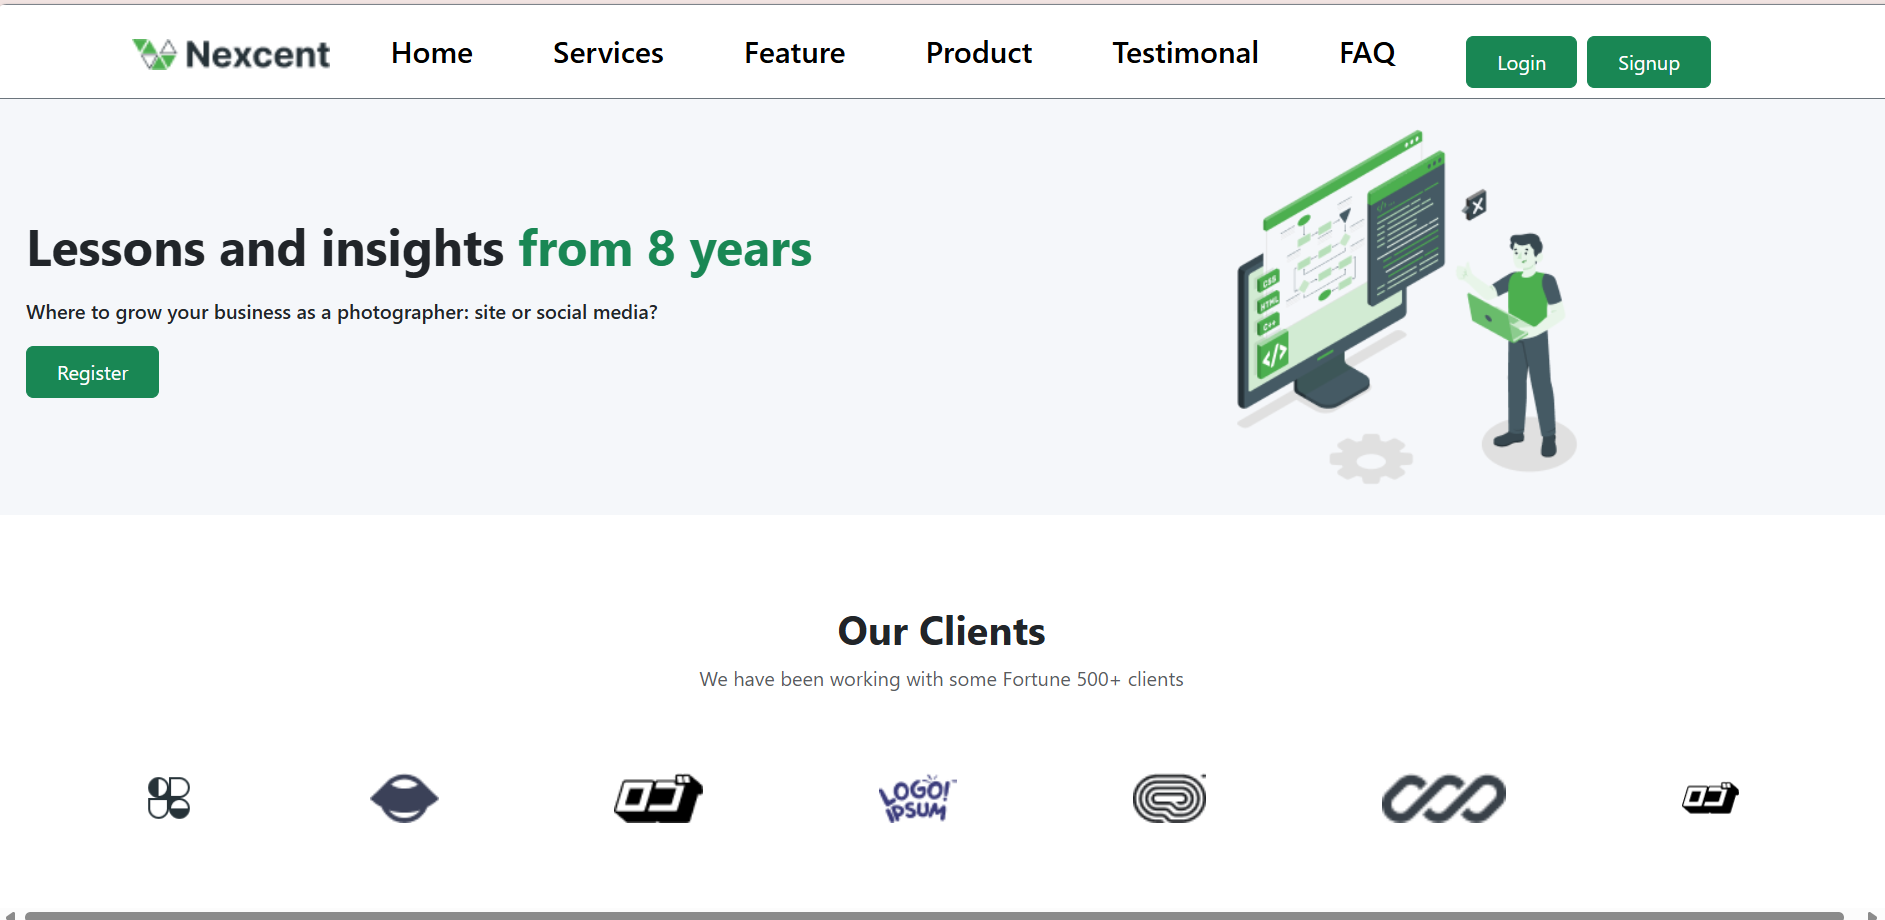 Nexcent Home Services Feature Product Testimonal FAQ Login Signup
Lessons and insights from 8 years
Where to grow your business as a photographer: site or social media?
Register
CSS
HTML
C++
</>
Our Clients
We have been working with some Fortune 500+ clients
LOGO!
IPSUM